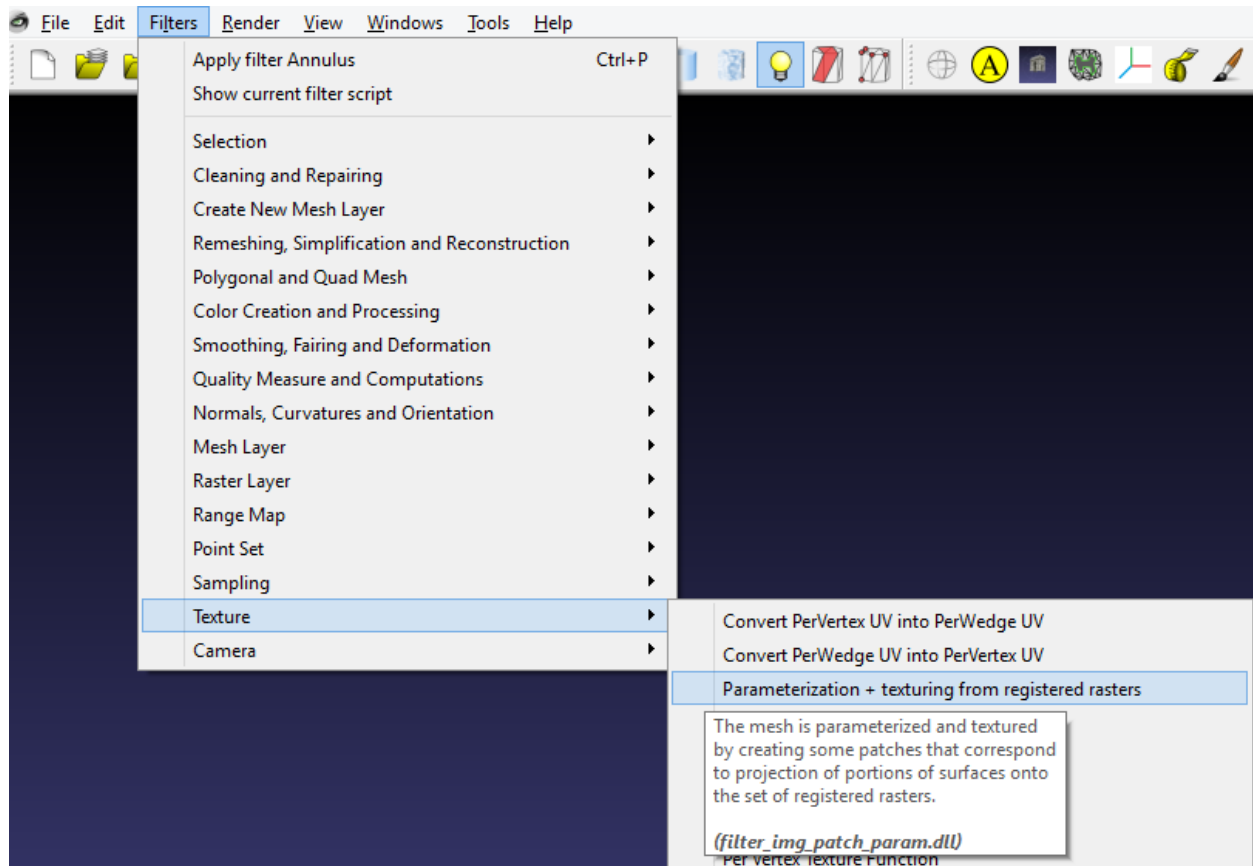 File Edit Filters Render View Windows Tools Help
Apply filter Annulus Ctrl+P
Show current filter script
A
Selection
Cleaning and Repairing
Create New Mesh Layer
Remeshing, Simplification and Reconstruction
Polygonal and Quad Mesh
Color Creation and Processing
Smoothing, Fairing and Deformation
Quality Measure and Computations
Normals, Curvatures and Orientation
Mesh Layer
Raster Layer
Range Map
Point Set
Sampling
Texture
Camera
Convert PerVertex UV into PerWedge UV
Convert PerWedge UV into PerVertex UV
Parameterization + texturing from registered rasters
The mesh is parameterized and textured
by creating some patches that correspond
to projection of portions of surfaces onto
the set of registered rasters.
(filter_img_patch_param.dll)
Per Vertex Texture Function